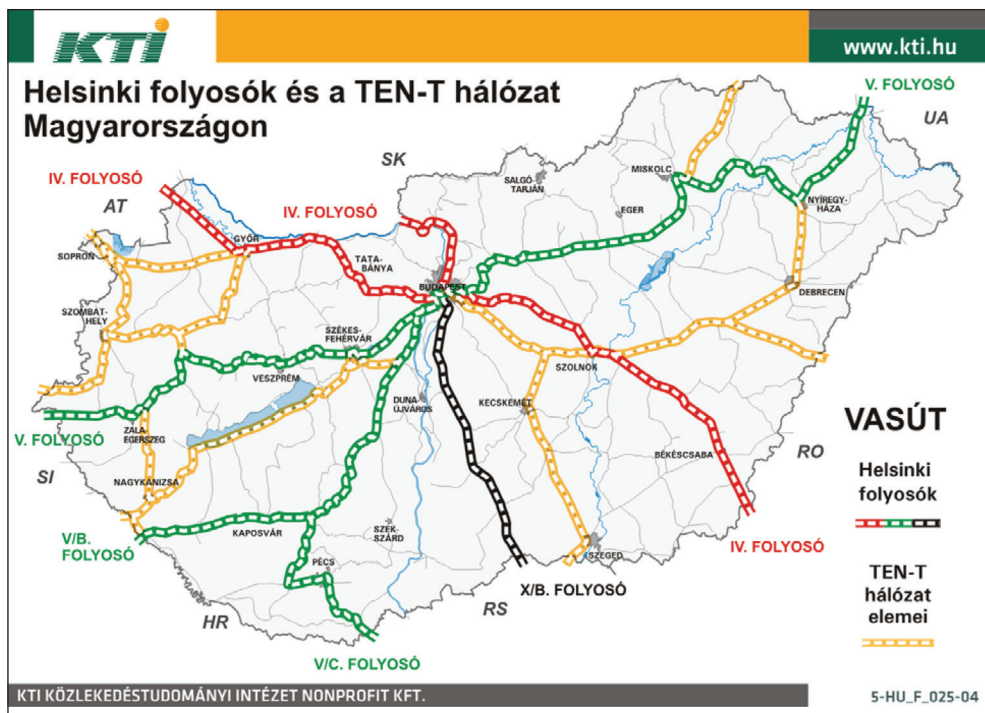 KTI
www.kti.hu
Helsinki folyosók és a TEN-T hálózat
Magyarországon
V. FOLYOSÓ
UA
SK
IV. FOLYOSÓ
AT
IV. FOLYOSÓ
SALGÓ
TARJÁN
MISKOLC
EGER
NYÍREGY-
HÁZA
GYŐR
SOPRON
TATA-
BÁNYA
BUDAPEST
DEBRECEN
SZOMBAT-
HELY
SZÉKES-
FEHÉRVÁR
VESZPRÉM
SZOLNOK
DUNA
ÚJVÁROS
KECSKEMÉT
V. FOLYOSÓ
ZALA-
EGERSZEG
SI
NAGYKANIZSA
BÉKÉSCSABA
RO
VASÚT
Helsinki
folyosók
V/B.
FOLYOSÓ
KAPOSVÁR
SZEK-
SZÁRD
PÉCS
SZEGED
IV. FOLYOSÓ
X/B. FOLYOSÓ
HR
RS
V/C. FOLYOSÓ
TEN-T
hálózat
elemei
KTI KÖZLEKEDÉSTUDOMÁNYI INTÉZET NONPROFIT KFT.
5-HU_F_025-04